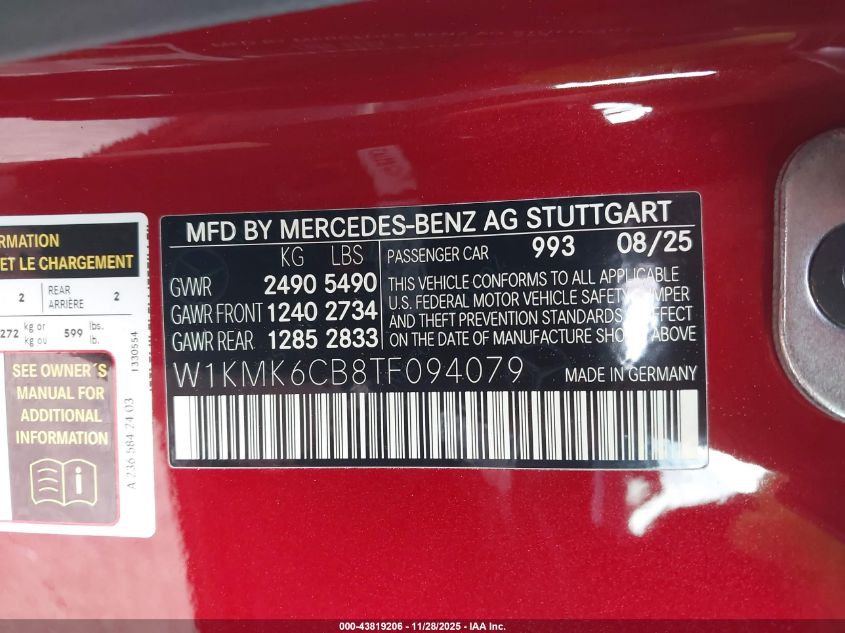 RMATION
ET LE CHARGEMENT
2 REAR ARRIÈRE 2
272 kg or kg ou 599 lbs. lb.
SEE OWNER´S
MANUAL FOR
ADDITIONAL
INFORMATION
1330554
A 236 584 24 03
MFD BY MERCEDES-BENZ AG STUTTGART
KG LBS PASSENGER CAR 993 08/25
GVWR 2490 5490
GAWR FRONT 1240 2734
GAWR REAR 1285 2833
THIS VEHICLE CONFORMS TO ALL APPLICABLE
U.S. FEDERAL MOTOR VEHICLE SAFETY, BUMPER
AND THEFT PREVENTION STANDARDS IN EFFECT
ON THE DATE OF MANUFACTURE SHOWN ABOVE
W1KMK6CB8TF094079 MADE IN GERMANY
000-43819206 - 11/28/2025 - IAA Inc.